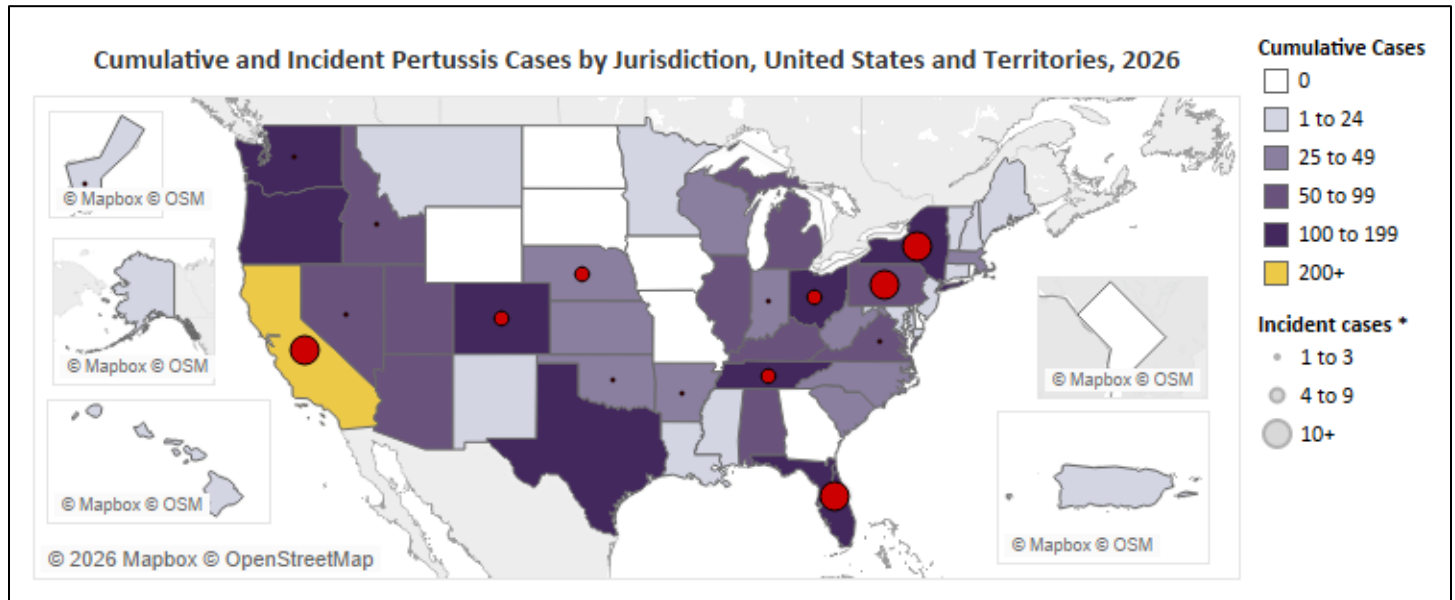 Cumulative and Incident Pertussis Cases by Jurisdiction, United States and Territories, 2026
© Mapbox © OSM
© Mapbox © OSM
© Mapbox © OSM
© 2026 Mapbox © OpenStreetMap
© Mapbox © OSM
© Mapbox © OSM
Cumulative Cases
0
1 to 24
25 to 49
50 to 99
100 to 199
200+
Incident cases *
1 to 3
4 to 9
10+